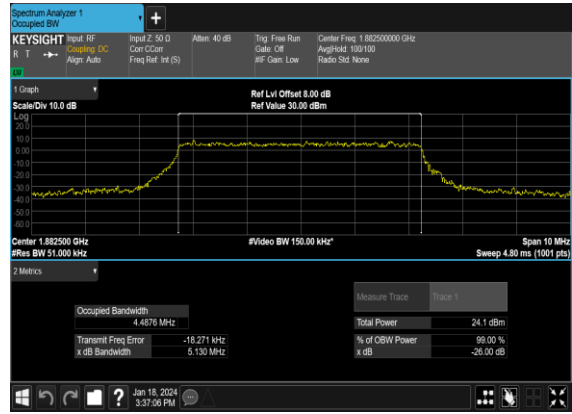 Spectrum Analyzer 1
Occupied BW
+
KEYSIGHT Input: RF Input Z: 50 Ω Atten: 40 dB Trig: Free Run Center Freq: 1.882500000 GHz
R T Coupling: DC Corr CCorr Gate: Off Avg|Hold: 100/100
Align: Auto Freq Ref: Int (S) #IF Gain: Low Radio Std: None
1 Graph
Ref Lvl Offset 8.00 dB
Scale/Div 10.0 dB Ref Value 30.00 dBm
Log
20.0
10.0
0.00
-10.0
-20.0
-30.0
-40.0
-50.0
-60.0
Center 1.882500 GHz #Video BW 150.00 kHz* Span 10 MHz
#Res BW 51.000 kHz Sweep 4.80 ms (1001 pts)
2 Metrics
Measure Trace Trace 1
Occupied Bandwidth
4.4876 MHz Total Power 24.1 dBm
Transmit Freq Error -18.271 kHz % of OBW Power 99.00 %
x dB Bandwidth 5.130 MHz x dB -26.00 dB
? Jan 18, 2024
3:37:06 PM